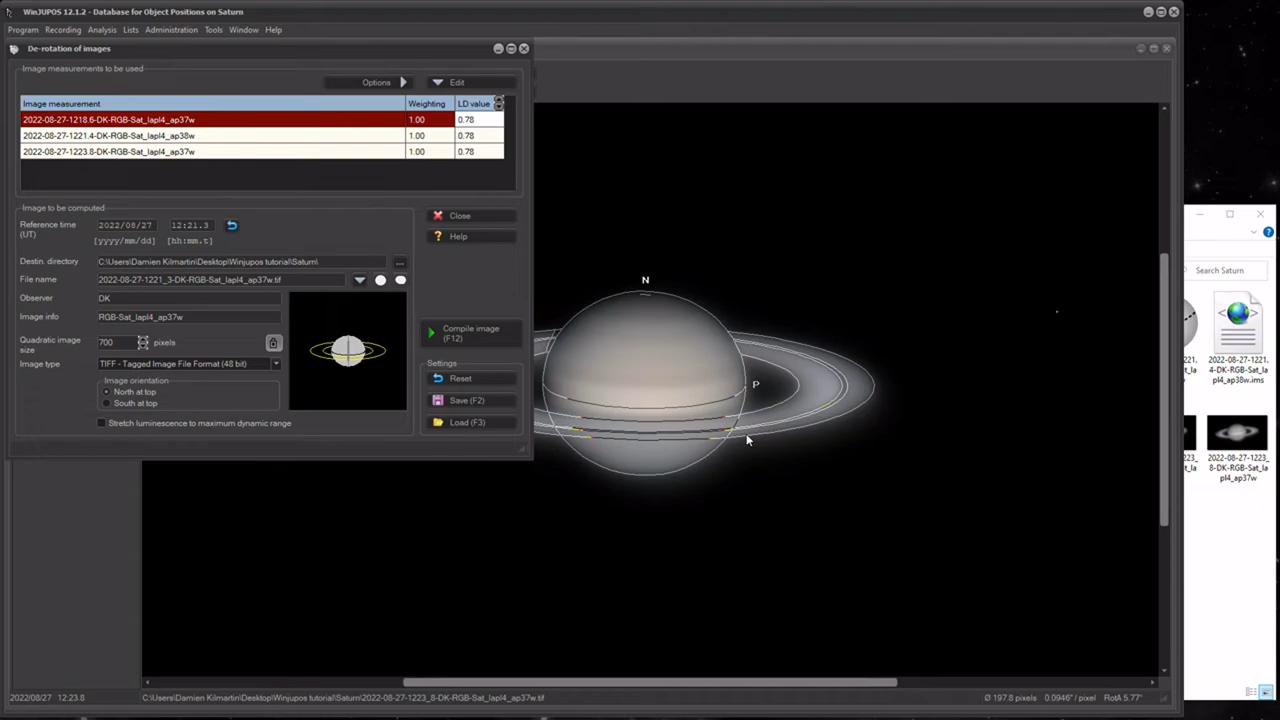 WinJUPOS 12.1.2 - Database for Object Positions on Saturn
Program Recording Analysis Lists Administration Tools Window Help
De-rotation of images
Image measurements to be used
Options Edit
Image measurement Weighting LD value
2022-08-27-1218.6-DK-RGB-Sat_lapl4_ap37w 1.00 0.78
2022-08-27-1221.4-DK-RGB-Sat_lapl4_ap38w 1.00 0.78
2022-08-27-1223.8-DK-RGB-Sat_lapl4_ap37w 1.00 0.78
Image to be computed
Reference time (UT) 2022/08/27 12:21.3
[yyyy/mm/dd] [hh:mm.t]
Destin. directory C:\Users\Damien Kilmartin\Desktop\Winjupos tutorial\Saturn\ ...
File name 2022-08-27-1221_3-DK-RGB-Sat_lapl4_ap37w.tif
Observer DK
Image info RGB-Sat_lapl4_ap37w
Quadratic image size 700 pixels
Image type TIFF - Tagged Image File Format (48 bit)
Image orientation
North at top
South at top
Stretch luminescence to maximum dynamic range
Close
Help
Compile image (F12)
Settings
Reset
Save (F2)
Load (F3)
N
P
Search Saturn
221.
_la
2022-08-27-1221.
4-DK-RGB-Sat_la
pl4_ap38w.ims
223_
t_la
2022-08-27-1223_
8-DK-RGB-Sat_la
pl4_ap37w
2022/08/27 12:23.8 C:\Users\Damien Kilmartin\Desktop\Winjupos tutorial\Saturn\2022-08-27-1223_8-DK-RGB-Sat_lapl4_ap37w.tif Ø 197.8 pixels 0.0946" / pixel RotA 5.77°